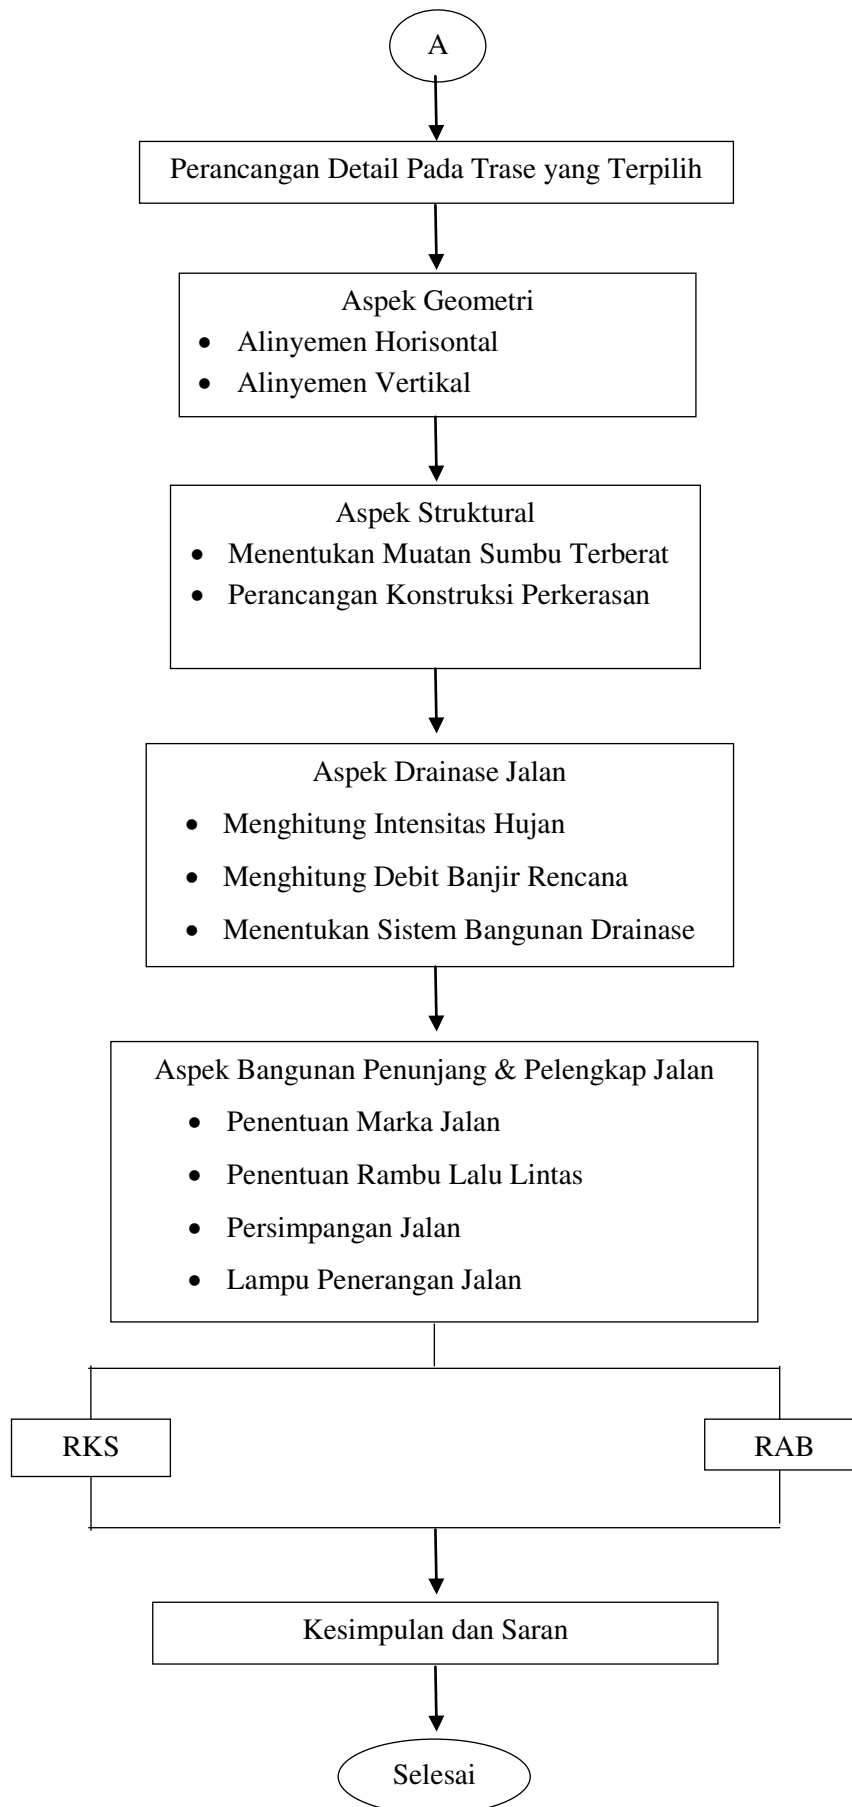 A
Perancangan Detail Pada Trase yang Terpilih
Aspek Geometri
• Alinyemen Horisontal
• Alinyemen Vertikal
Aspek Struktural
• Menentukan Muatan Sumbu Terberat
• Perancangan Konstruksi Perkerasan
Aspek Drainase Jalan
• Menghitung Intensitas Hujan
• Menghitung Debit Banjir Rencana
• Menentukan Sistem Bangunan Drainase
Aspek Bangunan Penunjang & Pelengkap Jalan
• Penentuan Marka Jalan
• Penentuan Rambu Lalu Lintas
• Persimpangan Jalan
• Lampu Penerangan Jalan
RKS
RAB
Kesimpulan dan Saran
Selesai